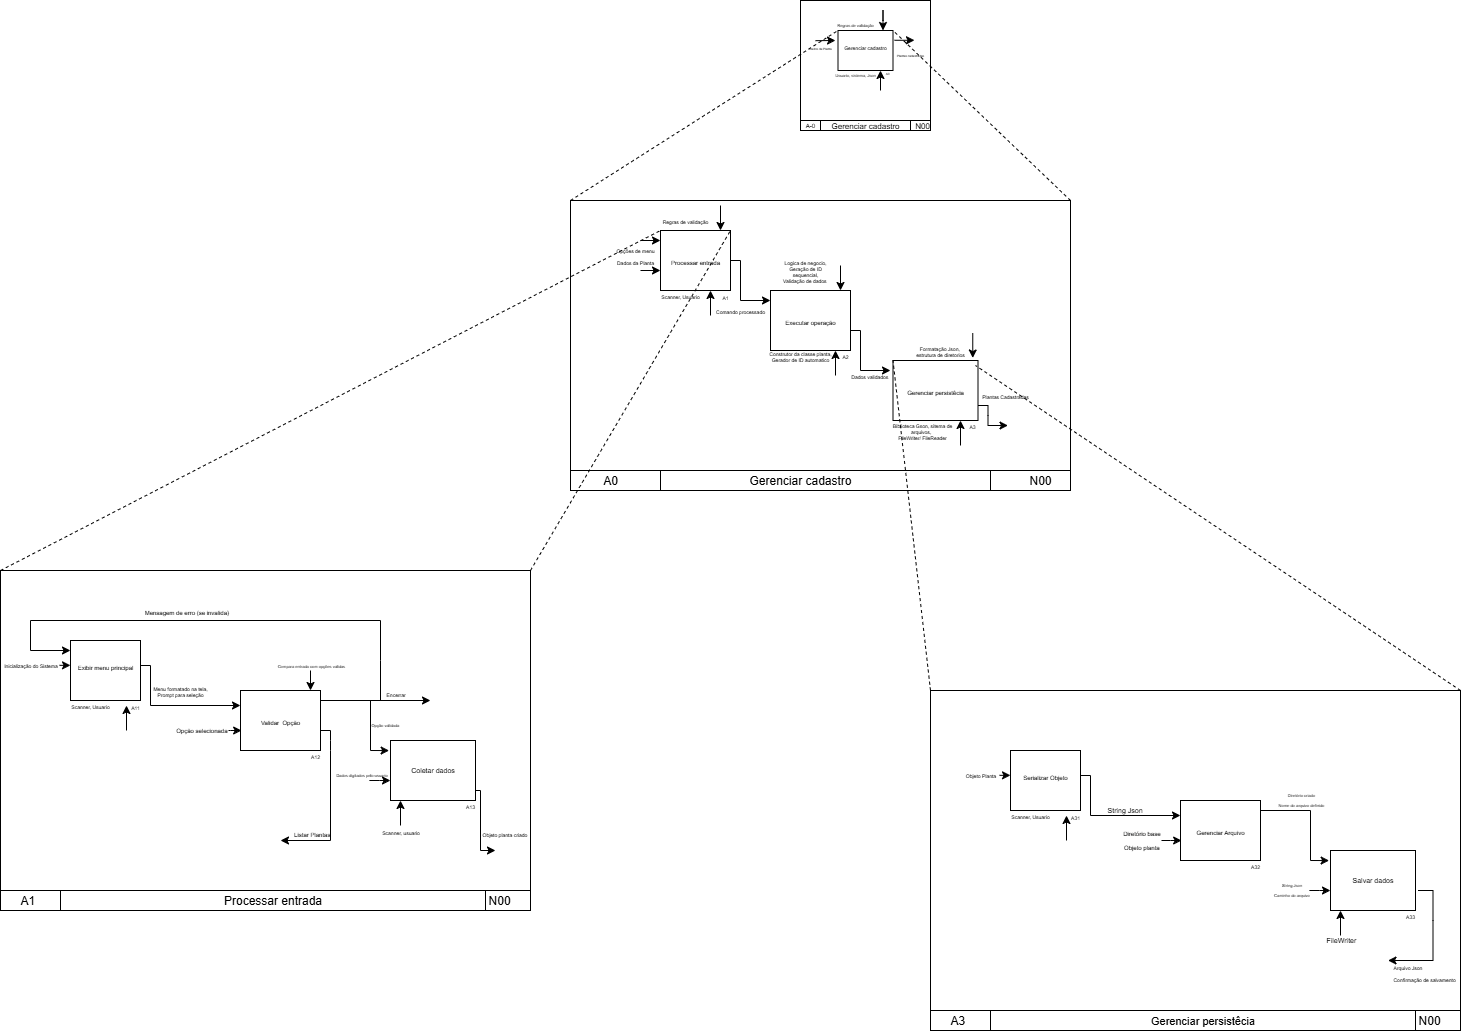 Regras de validação
Gerenciar cadastro
Usuario, sistema, Json
A-0
Gerenciar cadastro
N00
Regras de validação
Opções de menu
Dados da Planta
Processar entrada
Scanner, Usuario
A1
Comando processado
Logica de negocio,
Geração de ID
sequencial,
Validação de dados
Executar operação
Construtor da classe planta,
Gerador de ID automatico.
A2
Dados validados
Formatação Json,
estrutura de diretorios
Gerenciar persistêcia
Plantas Cadastradas
Biblioteca Gson, sitema de
arquivos,
FileWriter/ FileReader
A3
A0
Gerenciar cadastro
N00
Mensagem de erro (se invalida)
Inicialização do Sistema
Exibir menu principal
Scanner, Usuario
A11
Menu formatado na tela,
Prompt para seleção
Compara entrada com opções válidas
Opção selecionada
Validar Opção
A12
Encerrar
Opção validada
Dados digitados pelo usuario
Coletar dados
A13
Scanner, usuario
Listar Plantas
Objeto planta criado
A1
Processar entrada
N00
Objeto Planta
Serializar Objeto
Scanner, Usuario
A31
String Json
Diretório base
Objeto planta
Gerenciar Arquivo
A32
Diretório criado
Nome do arquivo definido
String Json
Caminho do arquivo
Salvar dados
A33
FileWriter
Arquivo Json
Confirmação de salvamento
A3
Gerenciar persistêcia
N00